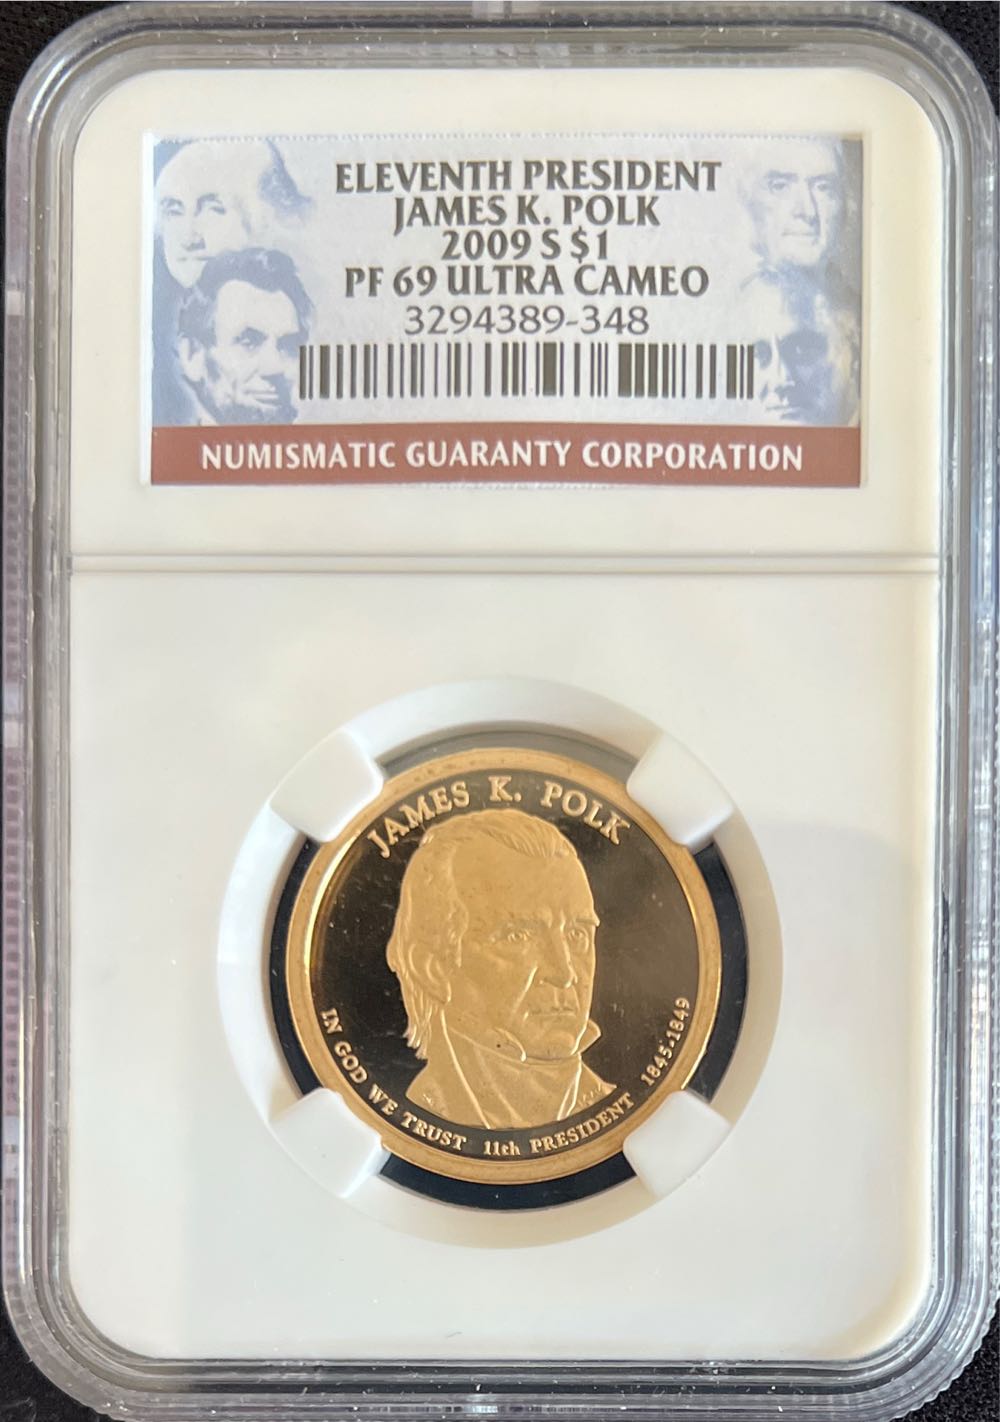 ELEVENTH PRESIDENT
JAMES K. POLK
2009 S $1
PF 69 ULTRA CAMEO
3294389-348
NUMISMATIC GUARANTY CORPORATION
JAMES K. POLK
IN GOD WE TRUST 11th PRESIDENT 1845-1849